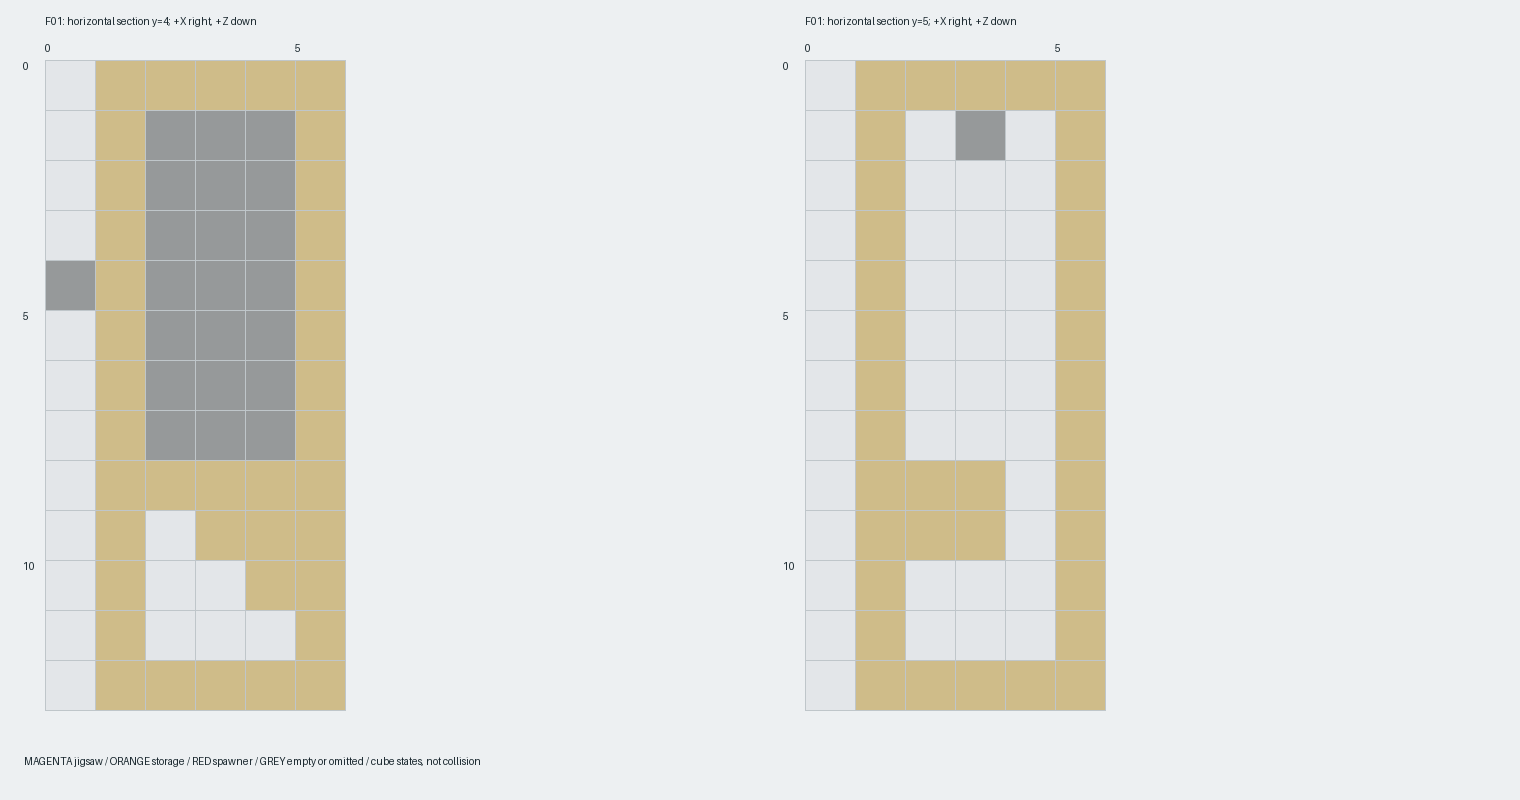 F01: horizontal section y=4; +X right, +Z down
0 5
0
5
10
F01: horizontal section y=5; +X right, +Z down
0 5
0
5
10
MAGENTA jigsaw / ORANGE storage / RED spawner / GREY empty or omitted / cube states, not collision